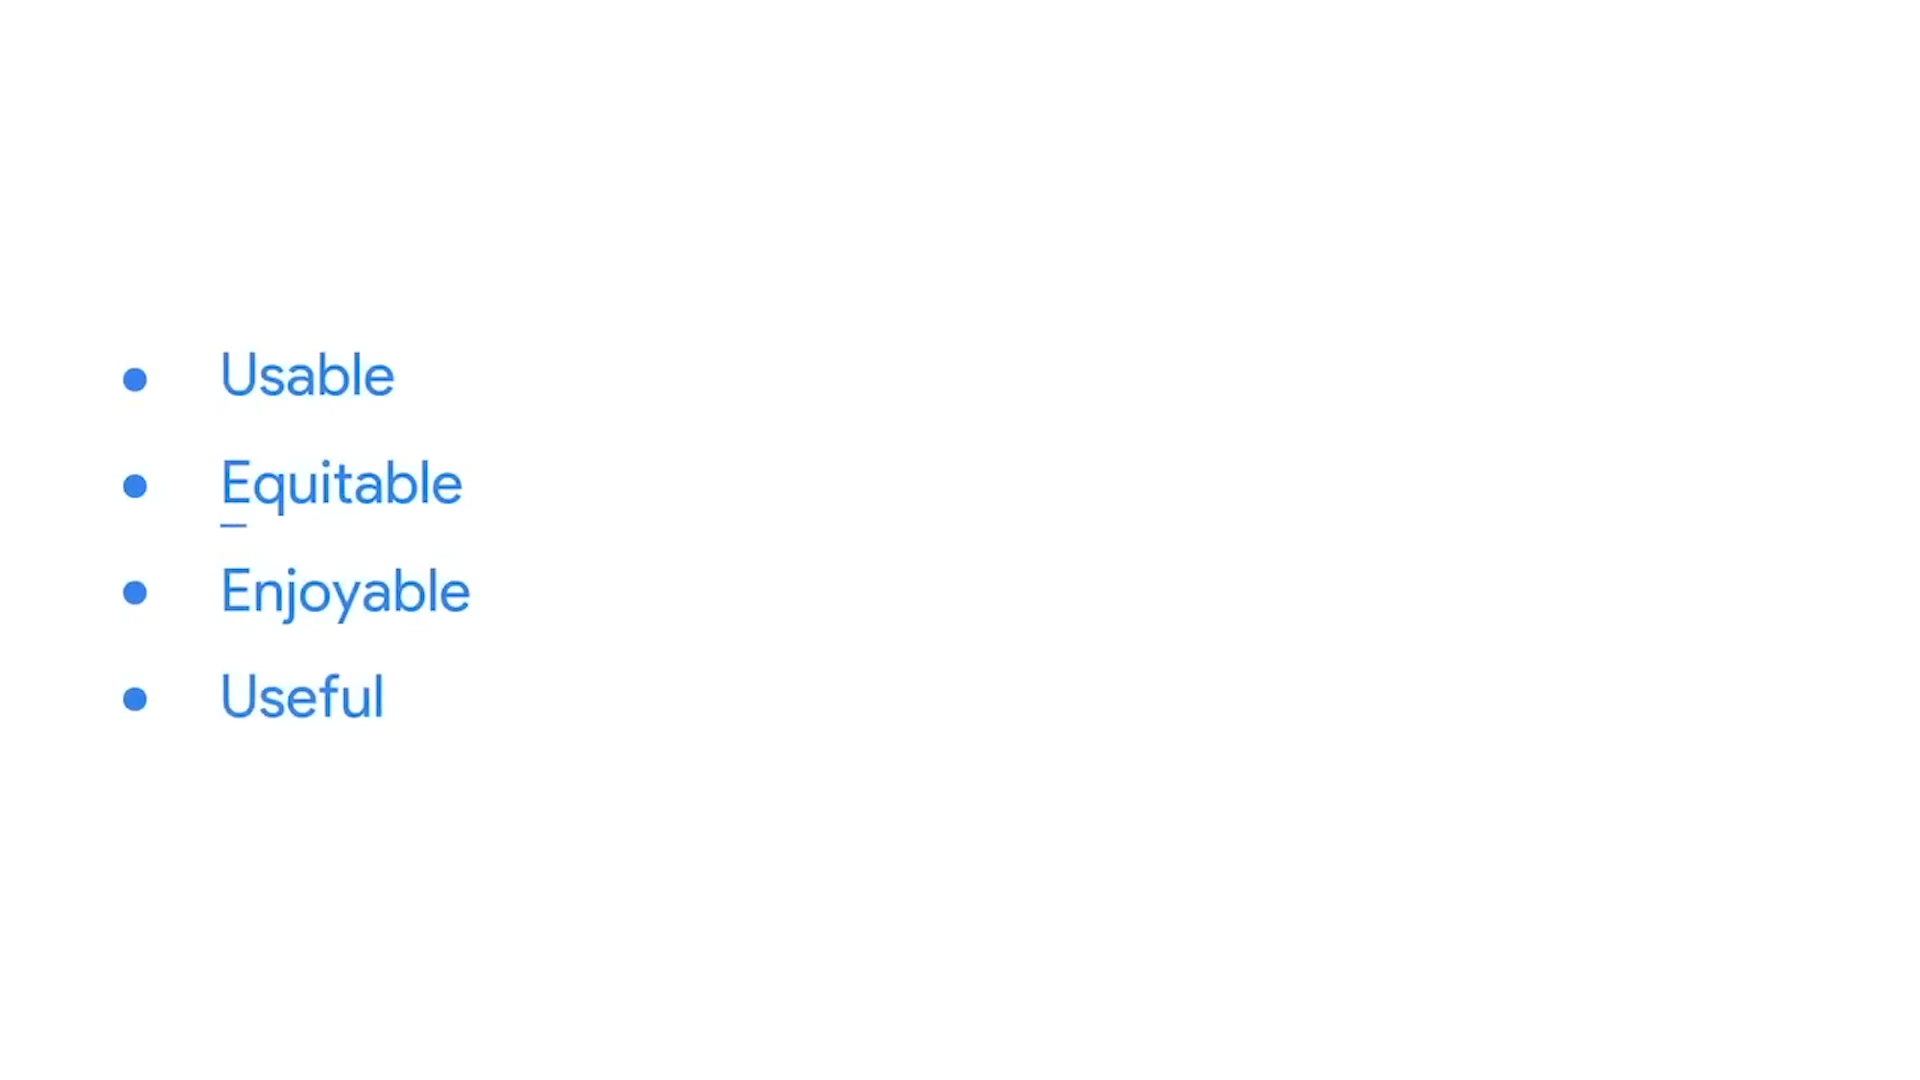 • Usable
• Equitable
• Enjoyable
• Useful